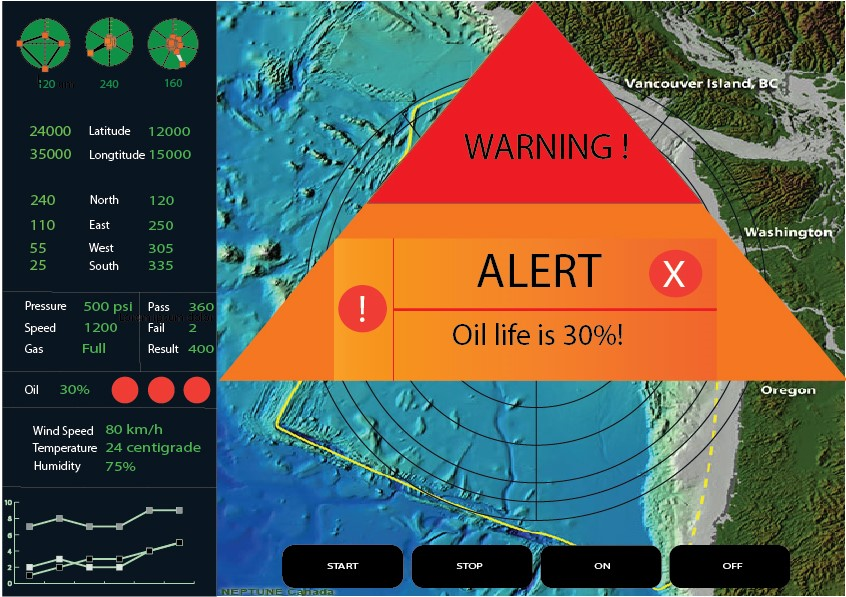 120
240
160
24000 Latitude 12000
35000 Longtitude 15000
240 North 120
110 East 250
55 West 305
25 South 335
Pressure 500 psi Pass 360
Speed 1200 Fail 2
Gas Full Result 400
Oil 30%
Wind Speed 80 km/h
Temperature 24 centigrade
Humidity 75%
10
8
6
4
2
0
WARNING !
ALERT X
!
Oil life is 30%!
Vancouver Island, BC
Washington
Oregon
START STOP ON OFF
NEPTUNE Canada